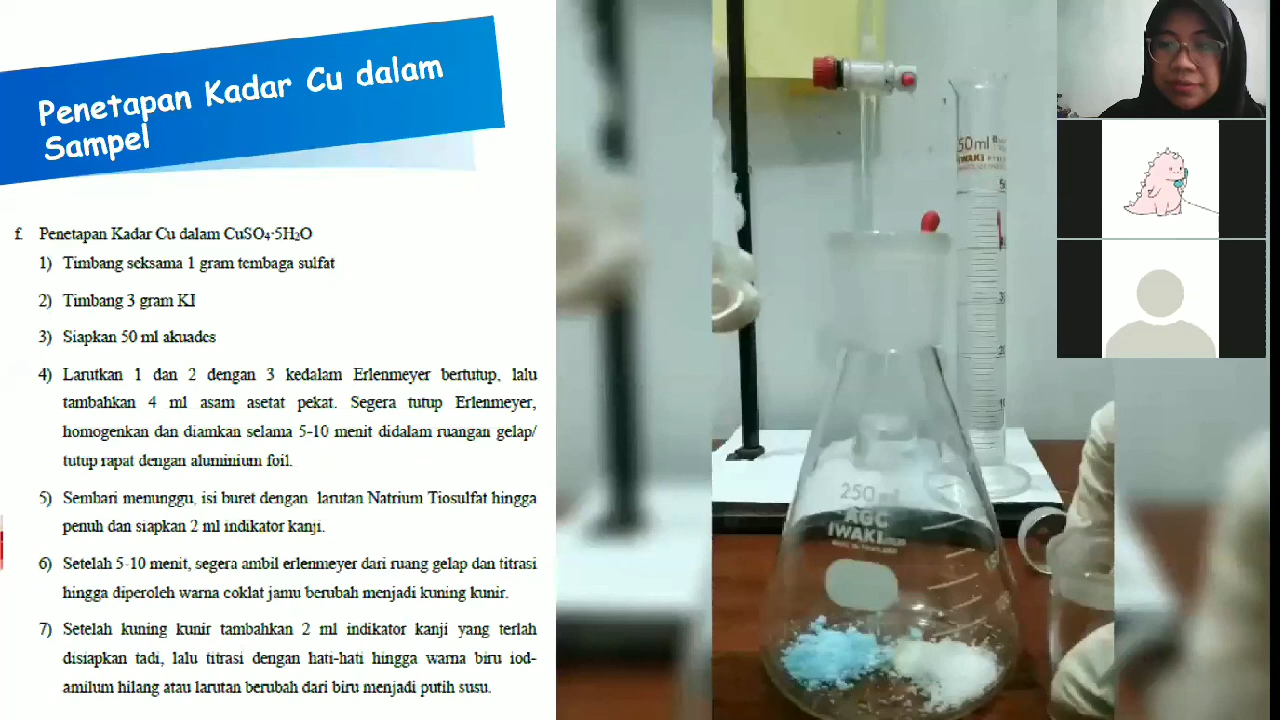 Penetapan Kadar Cu dalam
Sampel
f. Penetapan Kadar Cu dalam CuSO₄·5H₂O
1) Timbang seksama 1 gram tembaga sulfat
2) Timbang 3 gram KI
3) Siapkan 50 ml akuades
4) Larutkan 1 dan 2 dengan 3 kedalam Erlenmeyer bertutup, lalu
tambahkan 4 ml asam asetat pekat. Segera tutup Erlenmeyer,
homogenkan dan diamkan selama 5-10 menit didalam ruangan gelap/
tutup rapat dengan aluminium foil.
5) Sembari menunggu, isi buret dengan larutan Natrium Tiosulfat hingga
penuh dan siapkan 2 ml indikator kanji.
6) Setelah 5-10 menit, segera ambil erlenmeyer dari ruang gelap dan titrasi
hingga diperoleh warna coklat jamu berubah menjadi kuning kunir.
7) Setelah kuning kunir tambahkan 2 ml indikator kanji yang terlah
disiapkan tadi, lalu titrasi dengan hati-hati hingga warna biru iod-
amilum hilang atau larutan berubah dari biru menjadi putih susu.
50ml
IWAKI
250 ml
AGC
IWAKI